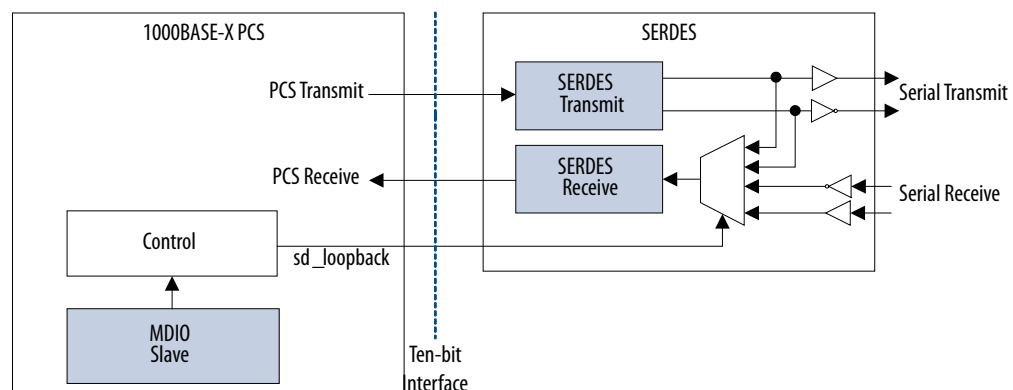 1000BASE-X PCS
SERDES
PCS Transmit
SERDES
Transmit
Serial Transmit
PCS Receive
SERDES
Receive
Serial Receive
Control
sd_loopback
MDIO
Slave
Ten-bit
Interface